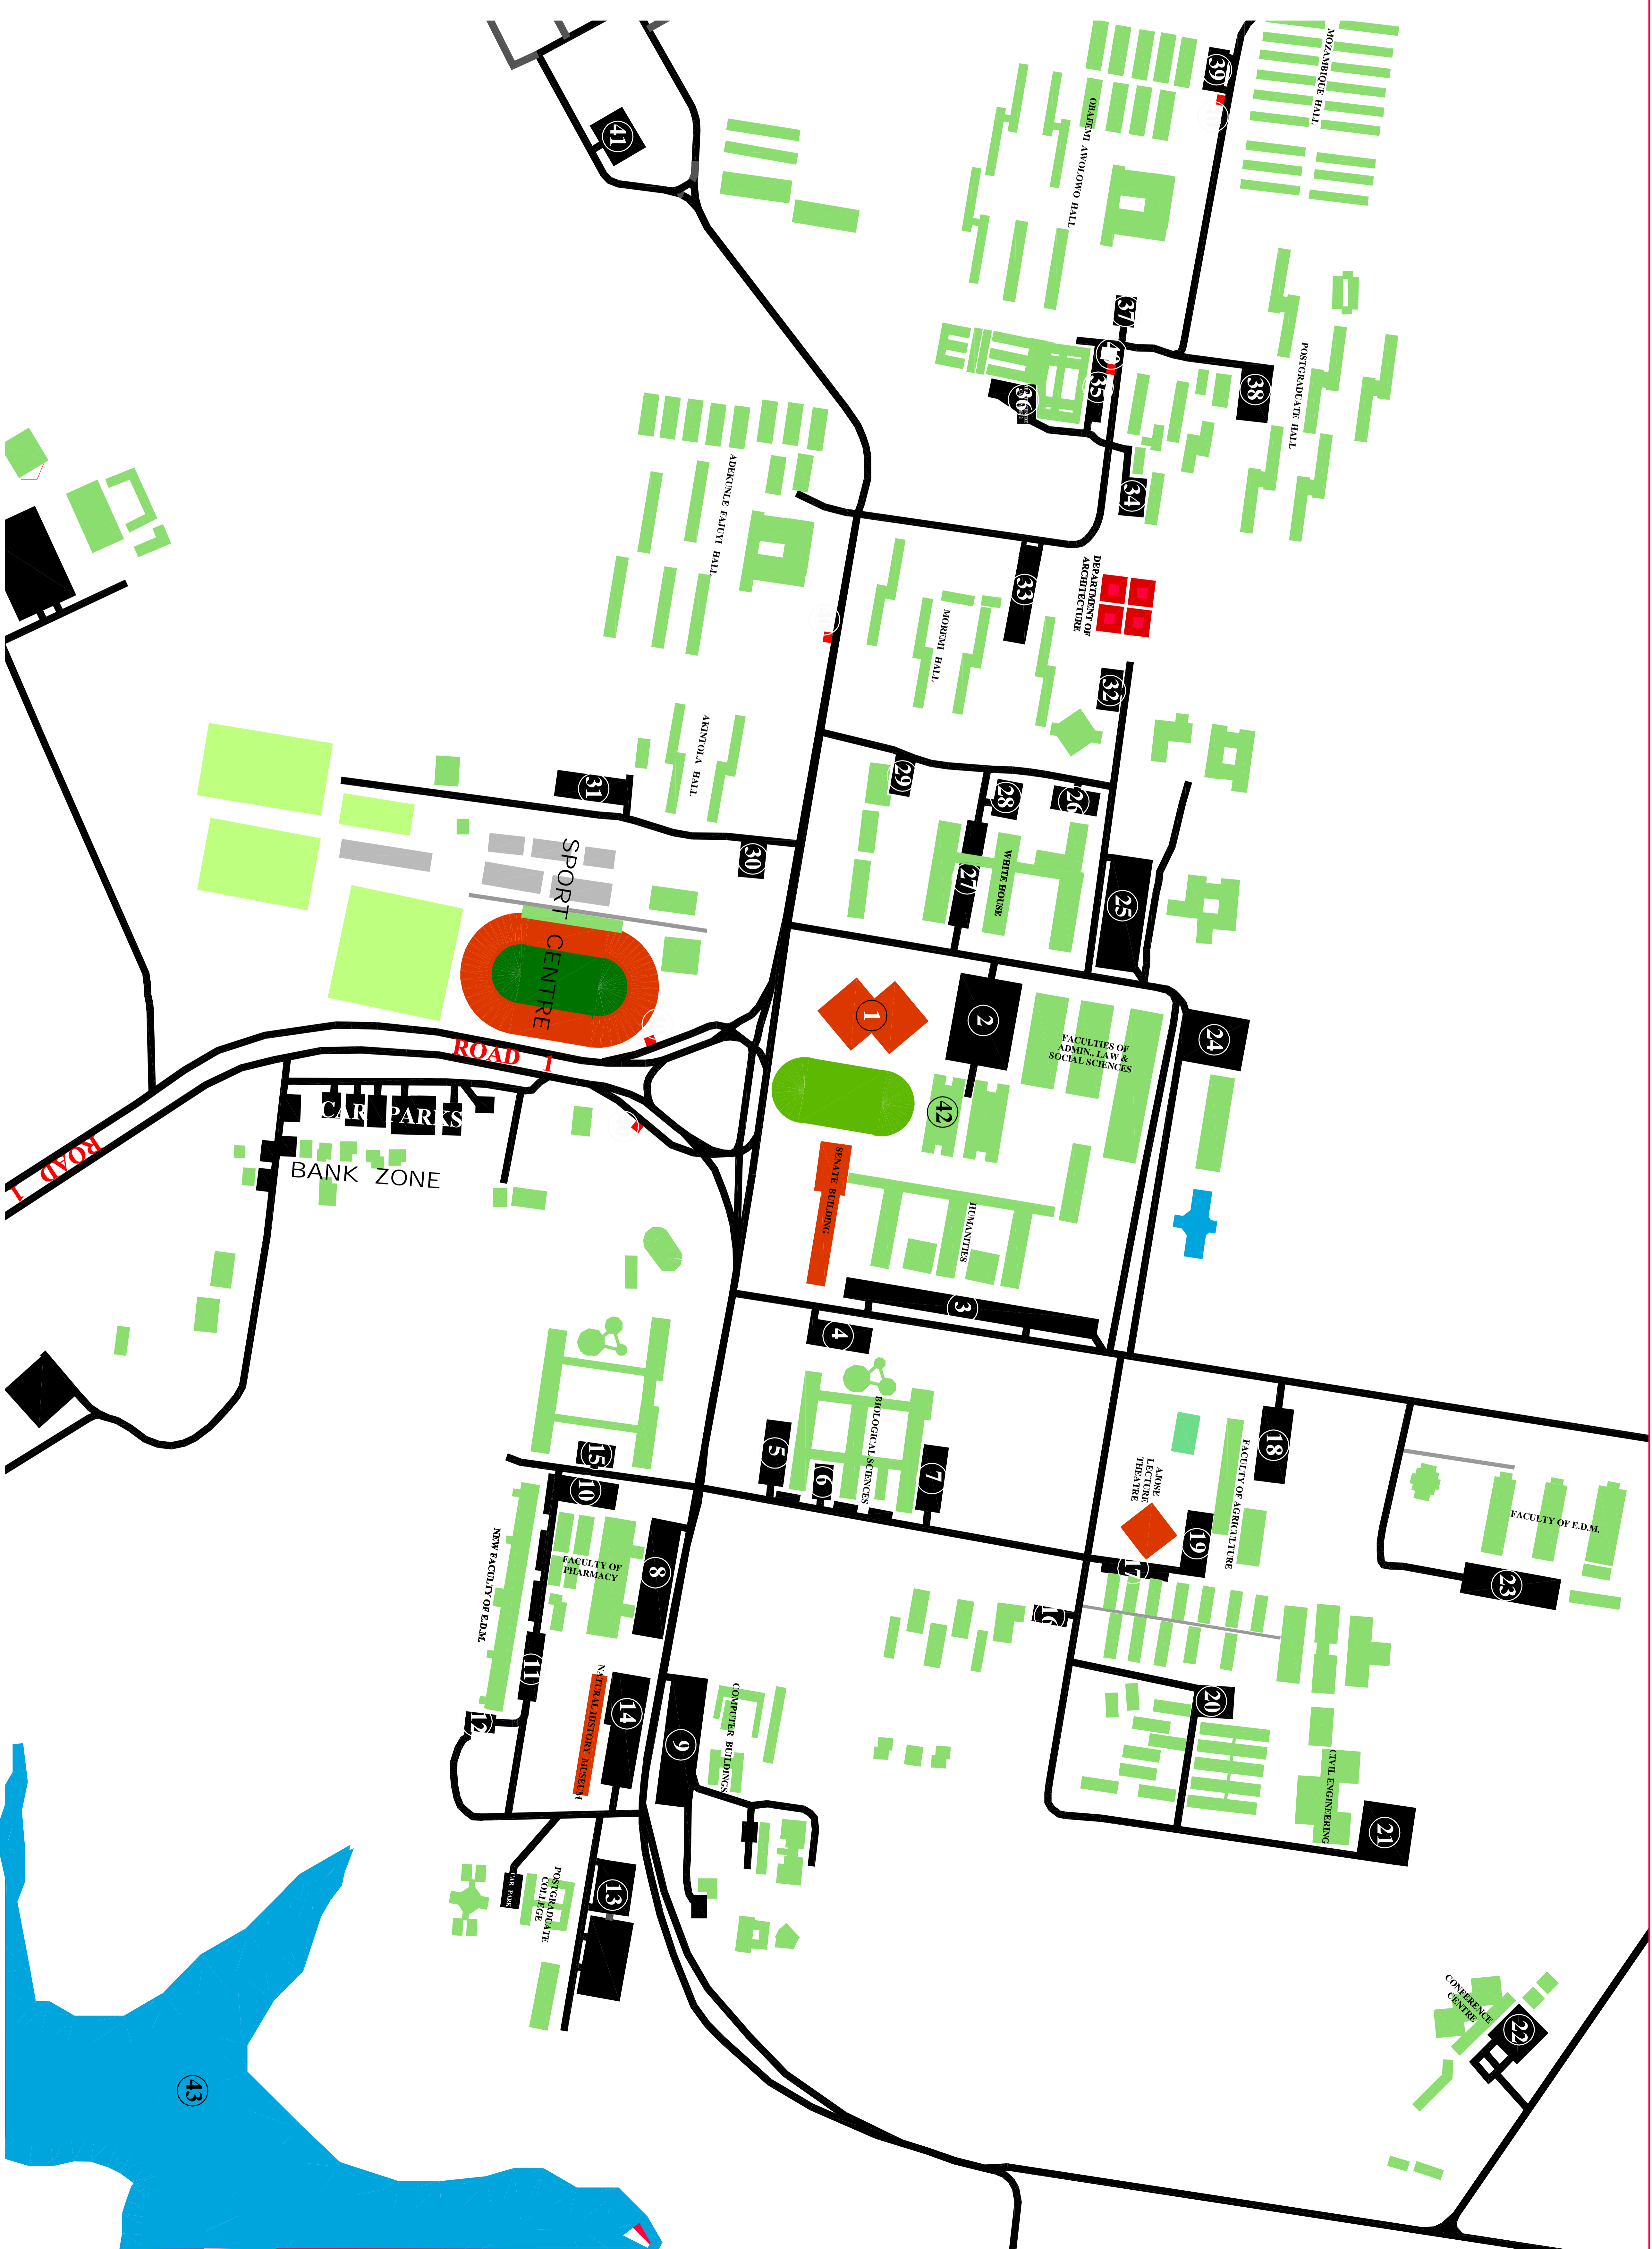 MOZAMBIQUE HALL
39
OBAFEMI AWOLOWO HALL
41
37
POSTGRADUATE HALL
35
38
36
34
ADEKUNLE FAJUYI HALL
DEPARTMENT OF
ARCHITECTURE
33
MOREMI HALL
32
AKINTOLA HALL
29
28
26
31
30
27
WHITE HOUSE
25
SPORT CENTRE
1
2
24
FACULTIES OF
ADMIN., LAW &
SOCIAL SCIENCES
ROAD 1
42
CAR PARKS
ROAD 1
BANK ZONE
SENATE BUILDING
HUMANITIES
3
4
BIOLOGICAL SCIENCES
5
6
7
15
10
AJOSE
LECTURE
THEATRE
FACULTY OF AGRICULTURE
18
19
17
16
FACULTY OF E.D.M.
23
NEW FACULTY OF E.D.M.
FACULTY OF
PHARMACY
8
11
12
NATURAL HISTORY MUSEUM
14
9
COMPUTER BUILDINGS
20
CIVIL ENGINEERING
21
CAR PARK
POSTGRADUATE
COLLEGE
13
CONFERENCE
CENTRE
22
43